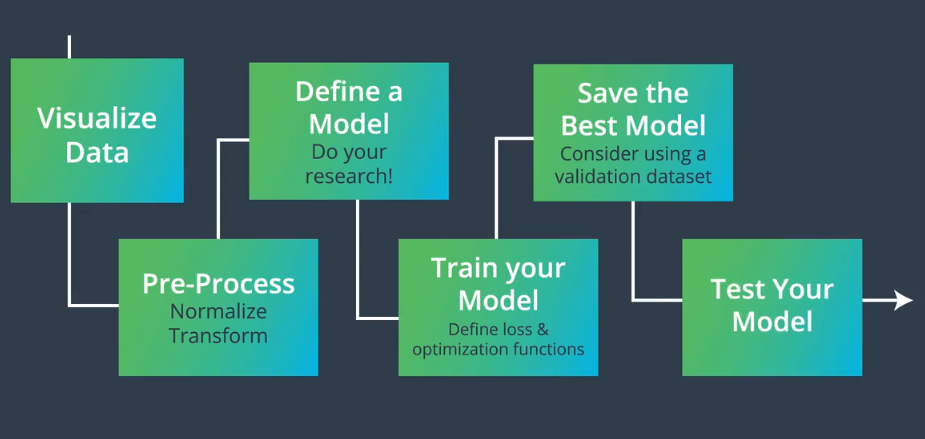 Visualize
Data
Pre-Process
Normalize
Transform
Define a
Model
Do your
research!
Train your
Model
Define loss &
optimization functions
Save the
Best Model
Consider using a
validation dataset
Test Your
Model